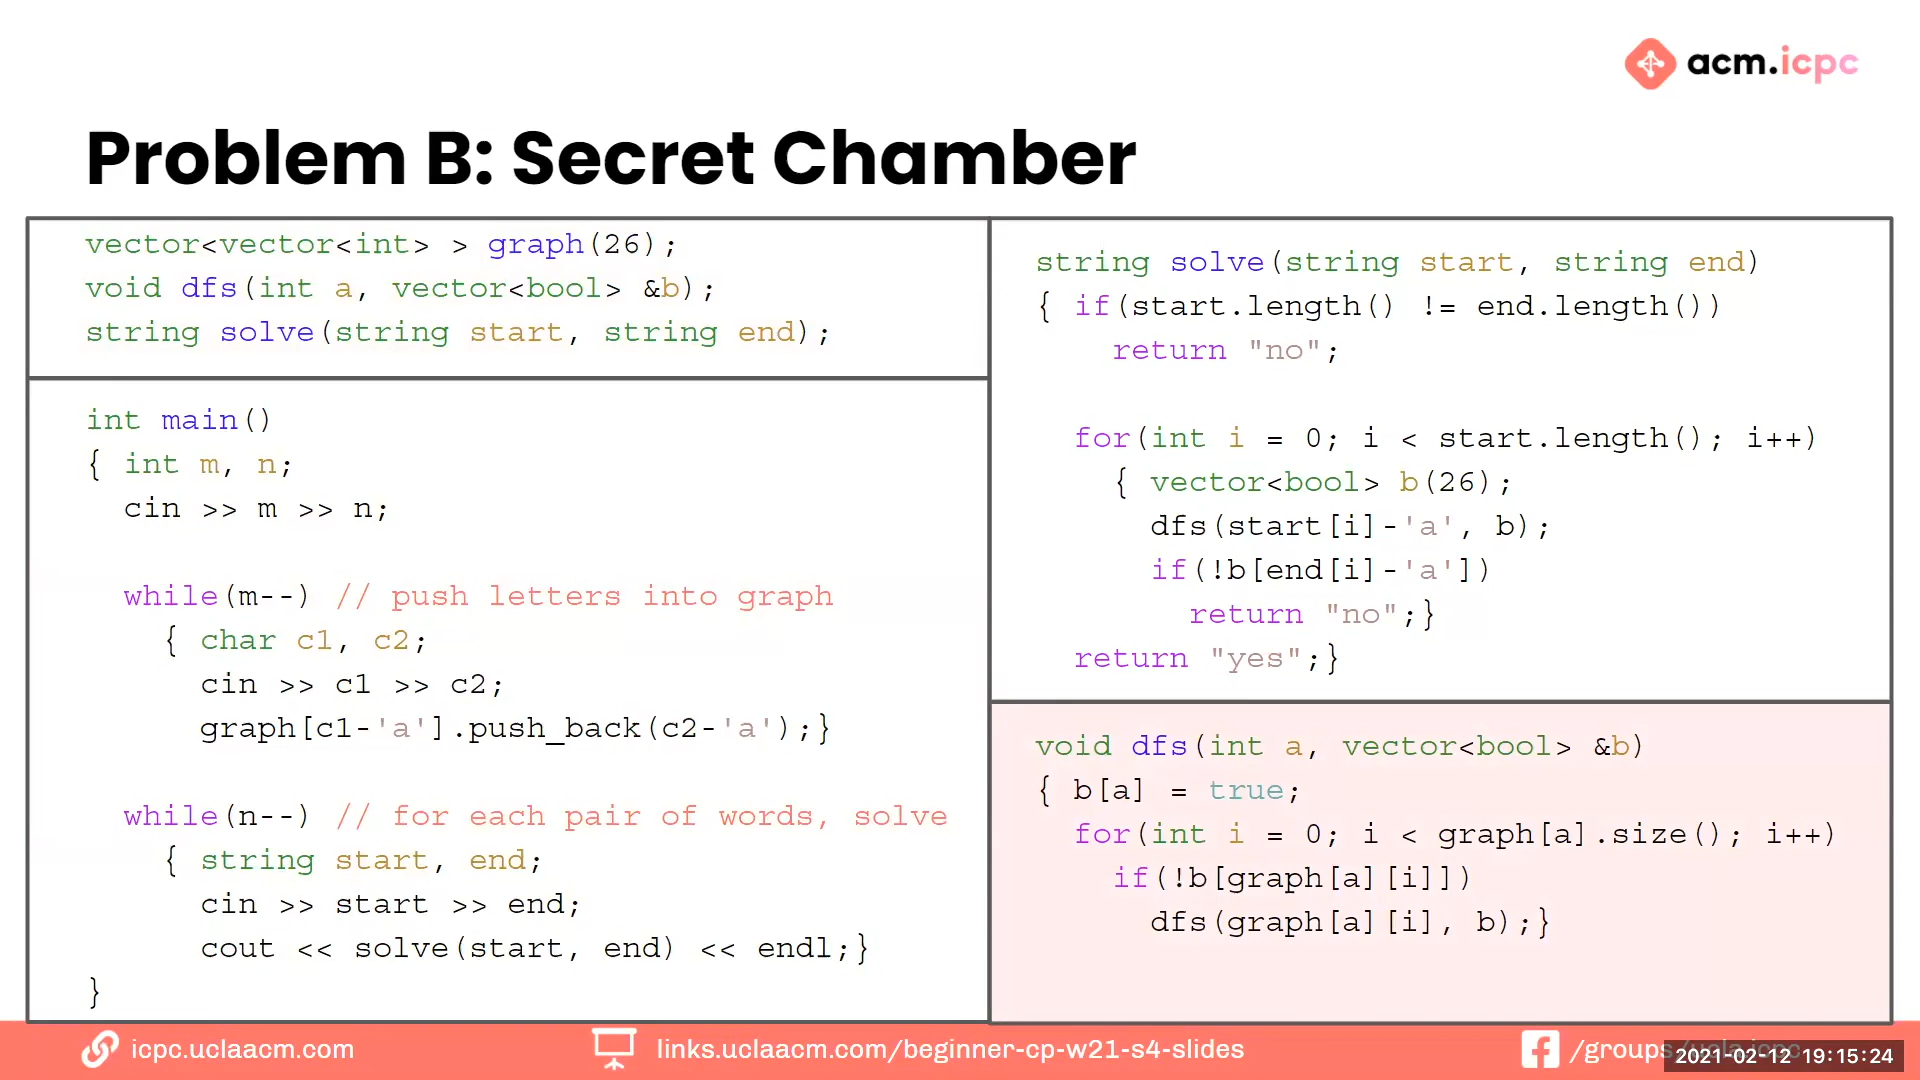 acm.icpc
Problem B: Secret Chamber
vector<vector<int> > graph(26);
void dfs(int a, vector<bool> &b);
string solve(string start, string end);
int main()
{ int m, n;
cin >> m >> n;
while(m--) // push letters into graph
{ char c1, c2;
cin >> c1 >> c2;
graph[c1-'a'].push_back(c2-'a');}
while(n--) // for each pair of words, solve
{ string start, end;
cin >> start >> end;
cout << solve(start, end) << endl;}
}
string solve(string start, string end)
{ if(start.length() != end.length())
return "no";
for(int i = 0; i < start.length(); i++)
{ vector<bool> b(26);
dfs(start[i]-'a', b);
if(!b[end[i]-'a'])
return "no";}
return "yes";}
void dfs(int a, vector<bool> &b)
{ b[a] = true;
for(int i = 0; i < graph[a].size(); i++)
if(!b[graph[a][i]])
dfs(graph[a][i], b);}
icpc.uclaacm.com
links.uclaacm.com/beginner-cp-w21-s4-slides
/groups/ucla.icpc
2021-02-12 19:15:24